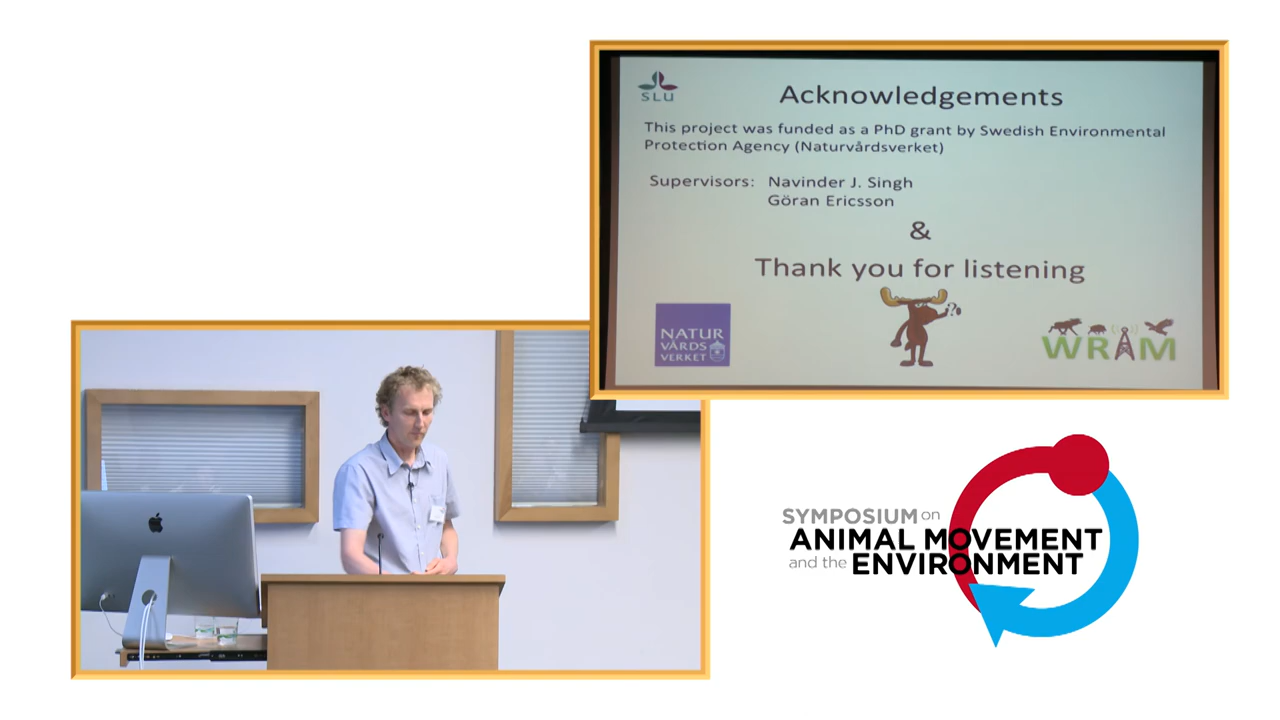 SLU
Acknowledgements
This project was funded as a PhD grant by Swedish Environmental
Protection Agency (Naturvårdsverket)
Supervisors: Navinder J. Singh
Göran Ericsson
&
Thank you for listening
?
NATUR
VÅRDS
VERKET
WRAM
SYMPOSIUM on
ANIMAL MOVEMENT
and the ENVIRONMENT